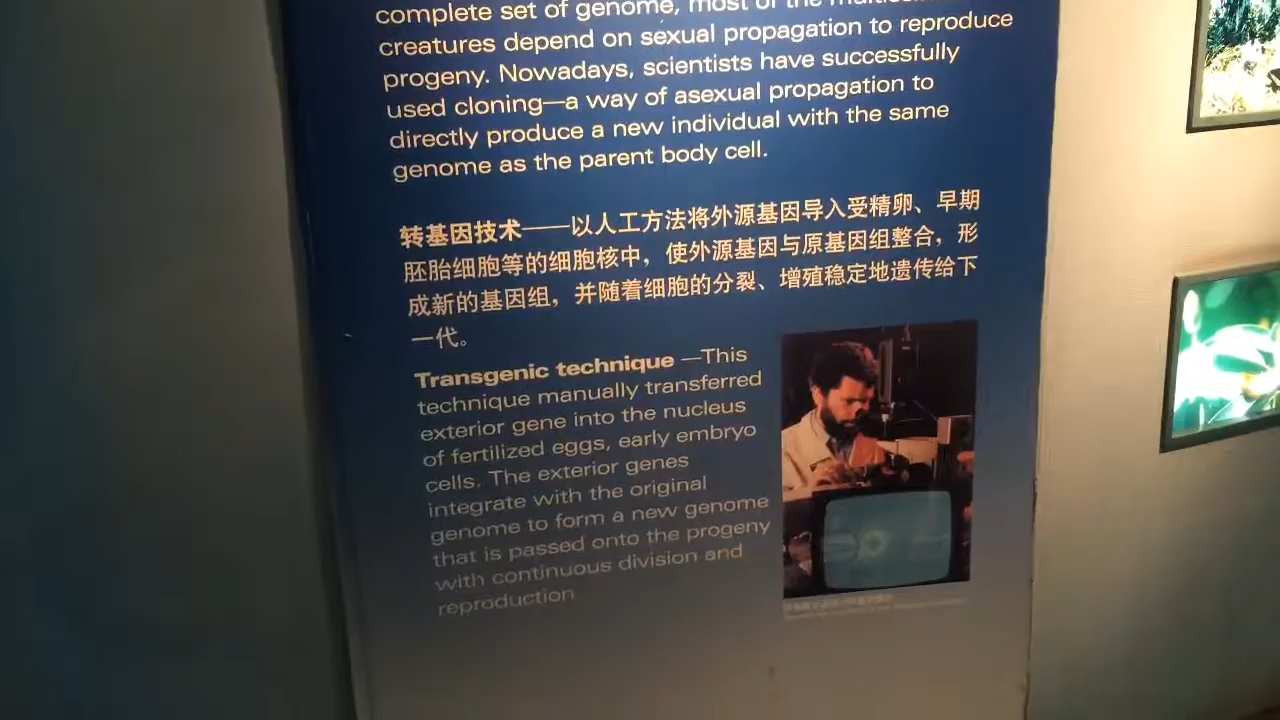 complete set of genome, most of the
creatures depend on sexual propagation to reproduce
progeny. Nowadays, scientists have successfully
used cloning—a way of asexual propagation to
directly produce a new individual with the same
genome as the parent body cell.
转基因技术——以人工方法将外源基因导入受精卵、早期
胚胎细胞等的细胞核中，使外源基因与原基因组整合，形
成新的基因组，并随着细胞的分裂、增殖稳定地遗传给下
一代。
Transgenic technique —This
technique manually transferred
exterior gene into the nucleus
of fertilized eggs, early embryo
cells. The exterior genes
integrate with the original
genome to form a new genome
that is passed onto the progeny
with continuous division and
reproduction